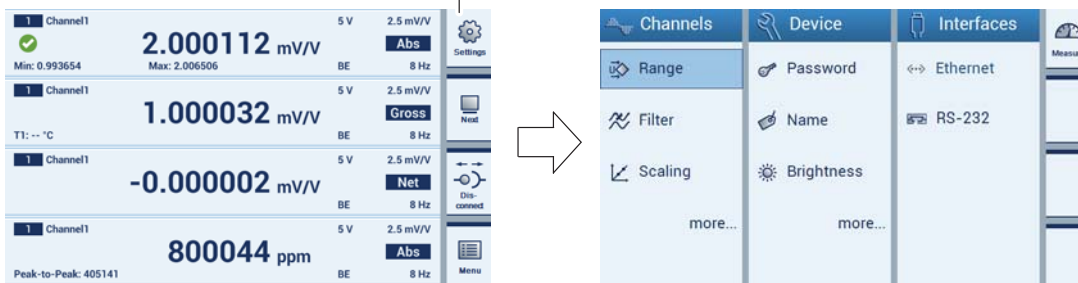 1 Channel1 5 V 2.5 mV/V
2.000112 mV/V Abs
Min: 0.993654 Max: 2.006506 BE 8 Hz
1 Channel1 5 V 2.5 mV/V
1.000032 mV/V Gross
T1: -- °C BE 8 Hz
1 Channel1 5 V 2.5 mV/V
-0.000002 mV/V Net
BE 8 Hz
1 Channel1 5 V 2.5 mV/V
800044 ppm Abs
Peak-to-Peak: 405141 BE 8 Hz
Settings
Next
Dis-
connect
Menu
Channels
Range
Filter
Scaling
more...
Device
Password
Name
Brightness
more...
Interfaces
Ethernet
RS-232
Measu